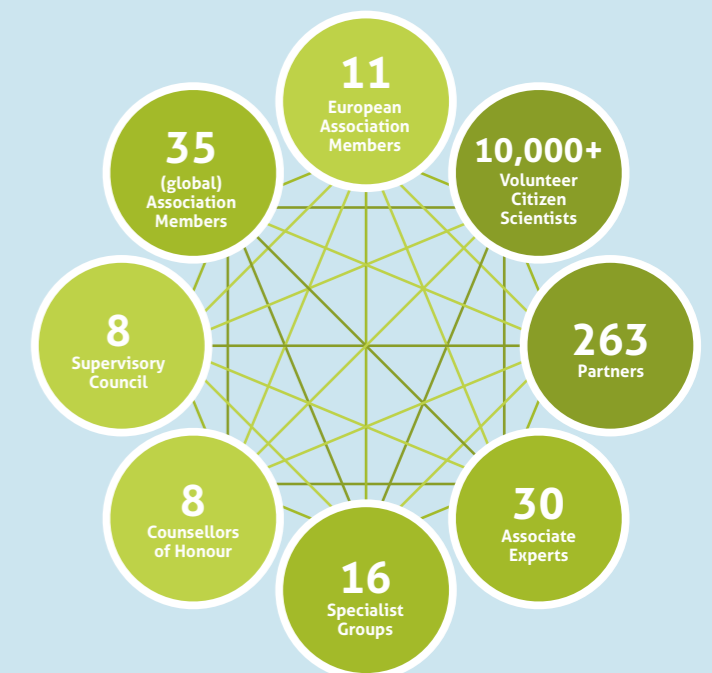 11
European
Association
Members
10,000+
Volunteer
Citizen
Scientists
263
Partners
30
Associate
Experts
16
Specialist
Groups
8
Counsellors
of Honour
8
Supervisory
Council
35
(global)
Association
Members